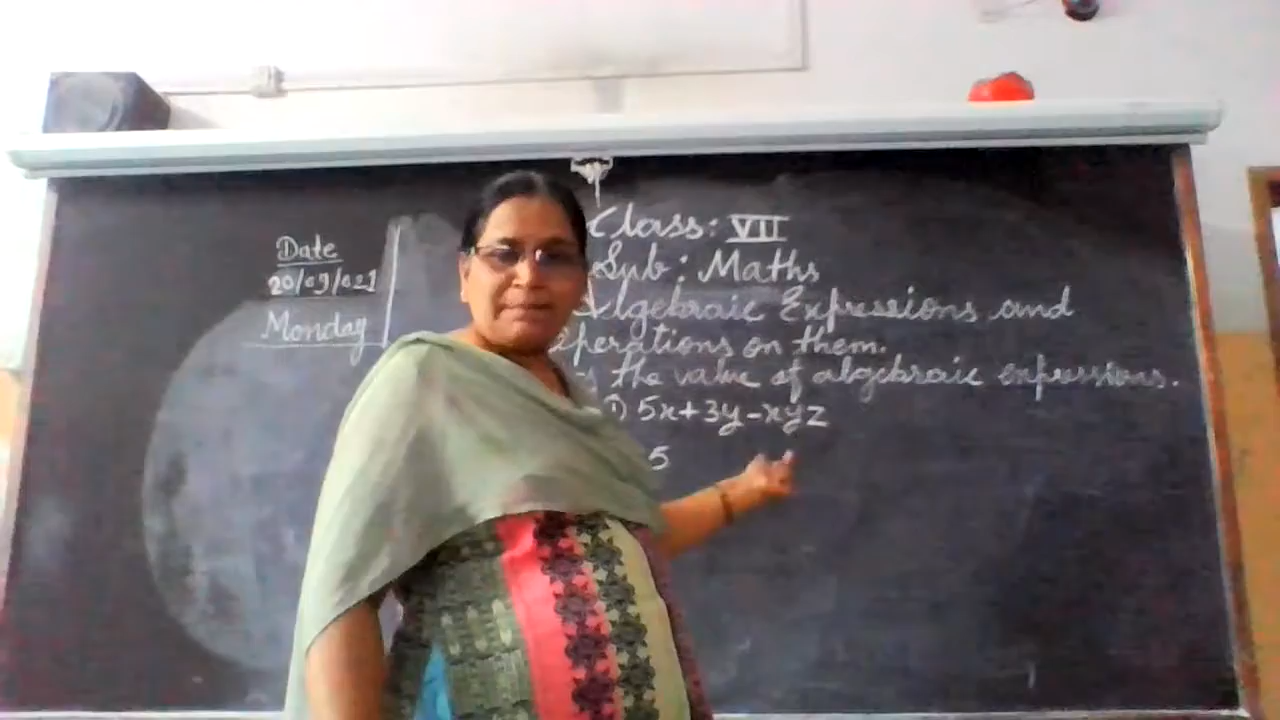 Date
20/09/021
Monday
Class: VII
Sub: Maths
Algebraic Expressions and
operations on them.
the value of algebraic expressions.
1) 5x+3y-xyz
5